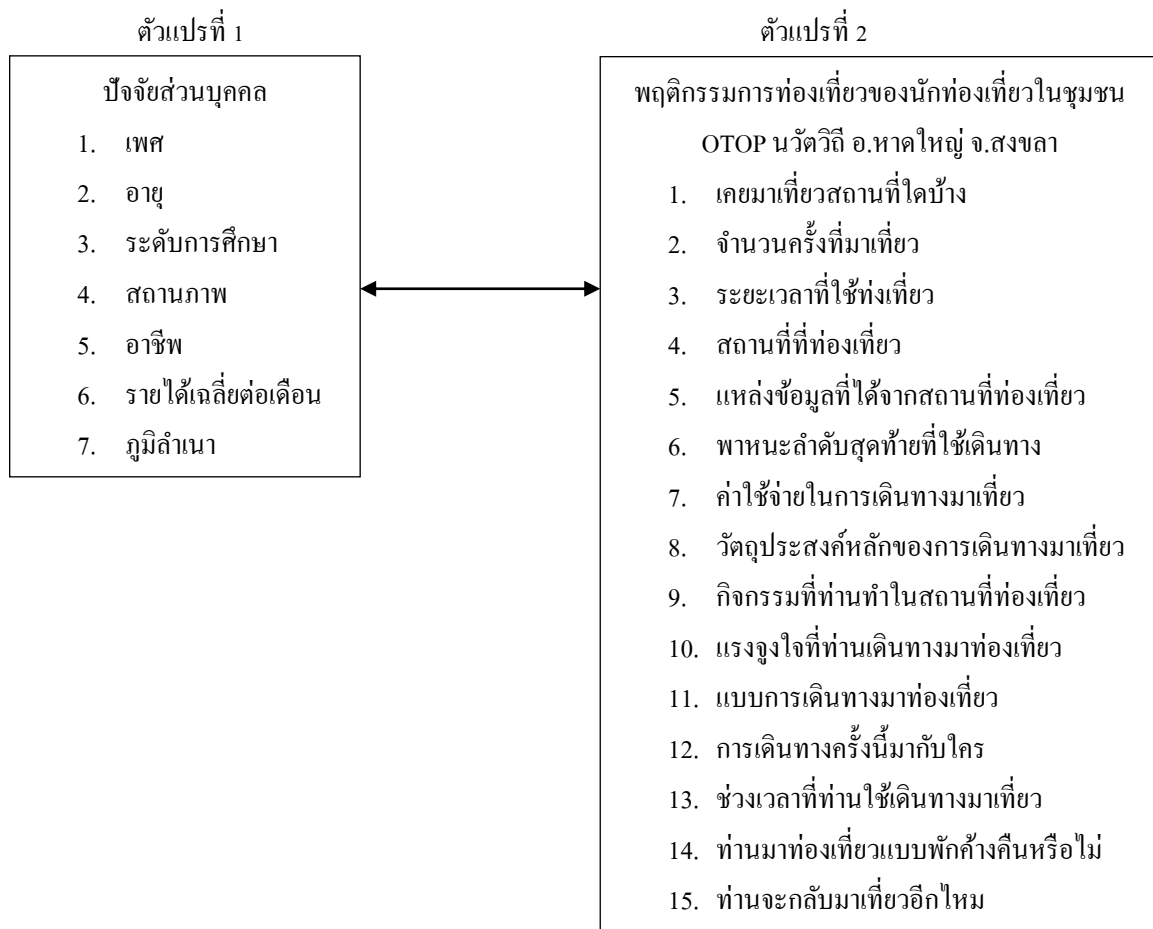 ตัวแปรที่ 1
ปัจจัยส่วนบุคคล
1. เพศ
2. อายุ
3. ระดับการศึกษา
4. สถานภาพ
5. อาชีพ
6. รายได้เฉลี่ยต่อเดือน
7. ภูมิลำเนา
ตัวแปรที่ 2
พฤติกรรมการท่องเที่ยวของนักท่องเที่ยวในชุมชน
OTOP นวัตวิถี อ.หาดใหญ่ จ.สงขลา
1. เคยมาเที่ยวสถานที่ใดบ้าง
2. จำนวนครั้งที่มาเที่ยว
3. ระยะเวลาที่ใช้ท่งเที่ยว
4. สถานที่ที่ท่องเที่ยว
5. แหล่งข้อมูลที่ได้จากสถานที่ท่องเที่ยว
6. พาหนะลำดับสุดท้ายที่ใช้เดินทาง
7. ค่าใช้จ่ายในการเดินทางมาเที่ยว
8. วัตถุประสงค์หลักของการเดินทางมาเที่ยว
9. กิจกรรมที่ท่านทำในสถานที่ท่องเที่ยว
10. แรงจูงใจที่ท่านเดินทางมาท่องเที่ยว
11. แบบการเดินทางมาท่องเที่ยว
12. การเดินทางครั้งนี้มากับใคร
13. ช่วงเวลาที่ท่านใช้เดินทางมาเที่ยว
14. ท่านมาท่องเที่ยวแบบพักค้างคืนหรือไม่
15. ท่านจะกลับมาเที่ยวอีกไหม